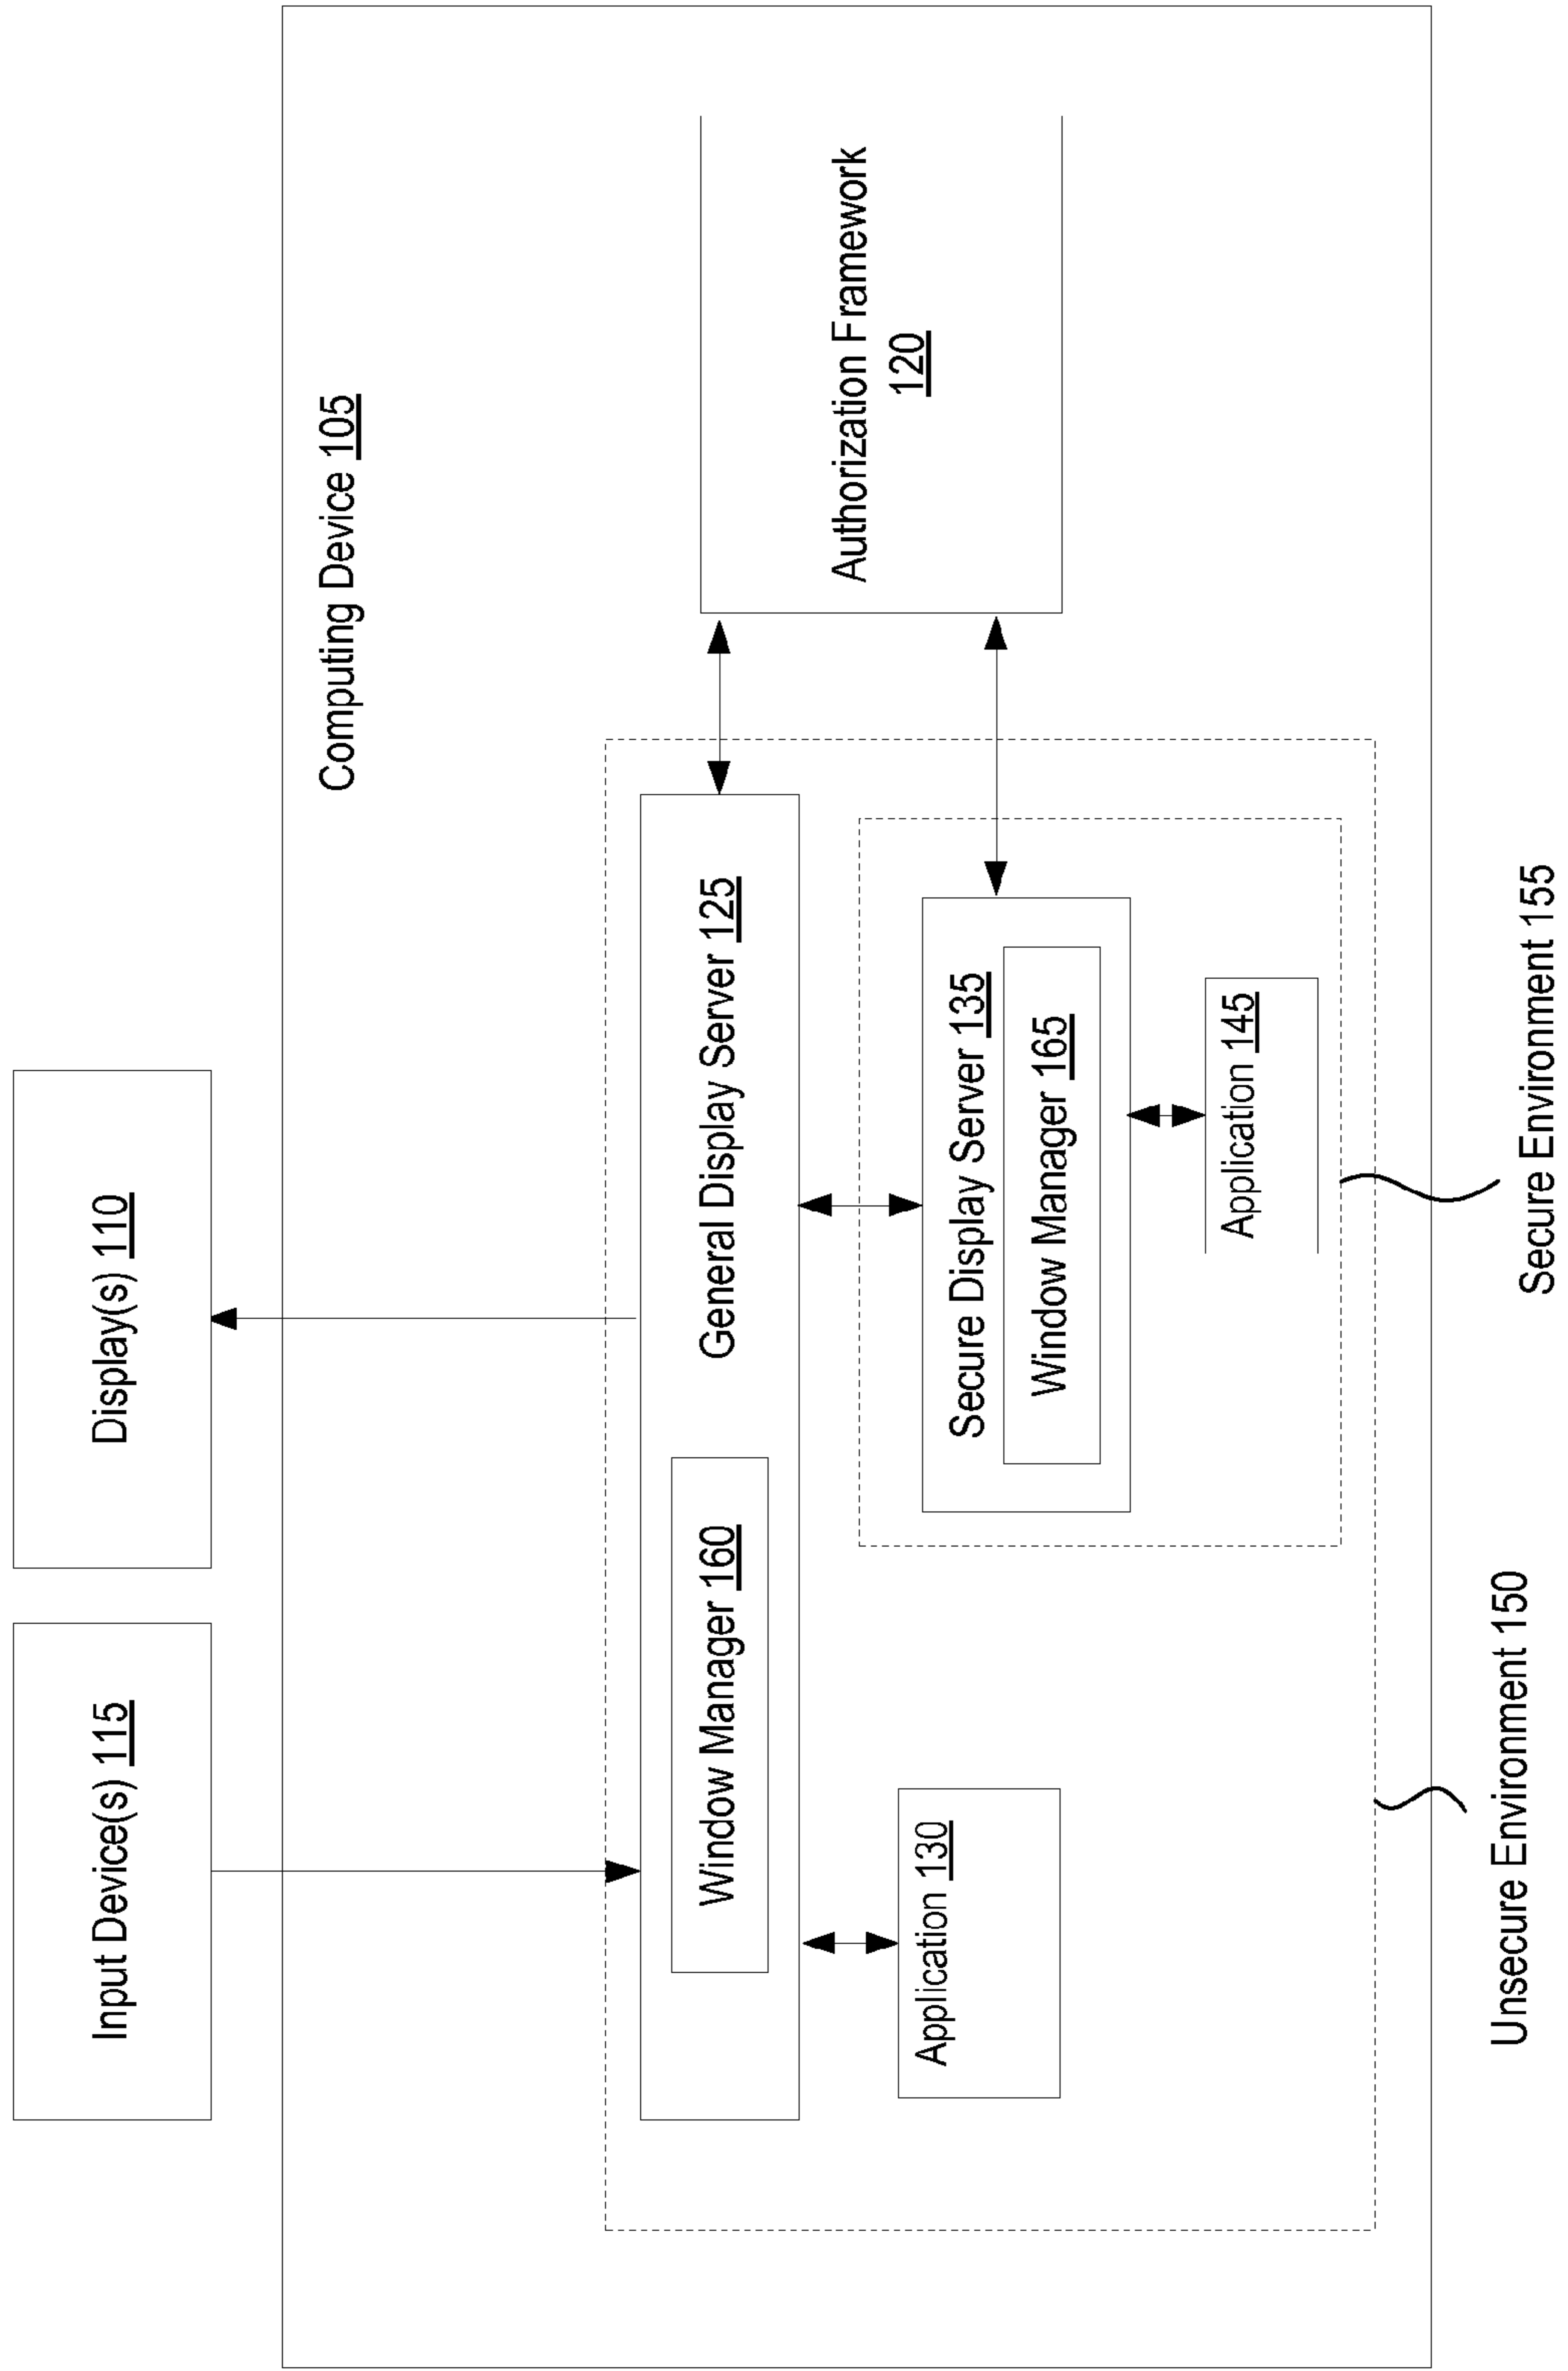 Input Device(s) 115
Display(s) 110
Computing Device 105
Window Manager 160
General Display Server 125
Authorization Framework
120
Application 130
Secure Display Server 135
Window Manager 165
Application 145
Unsecure Environment 150
Secure Environment 155